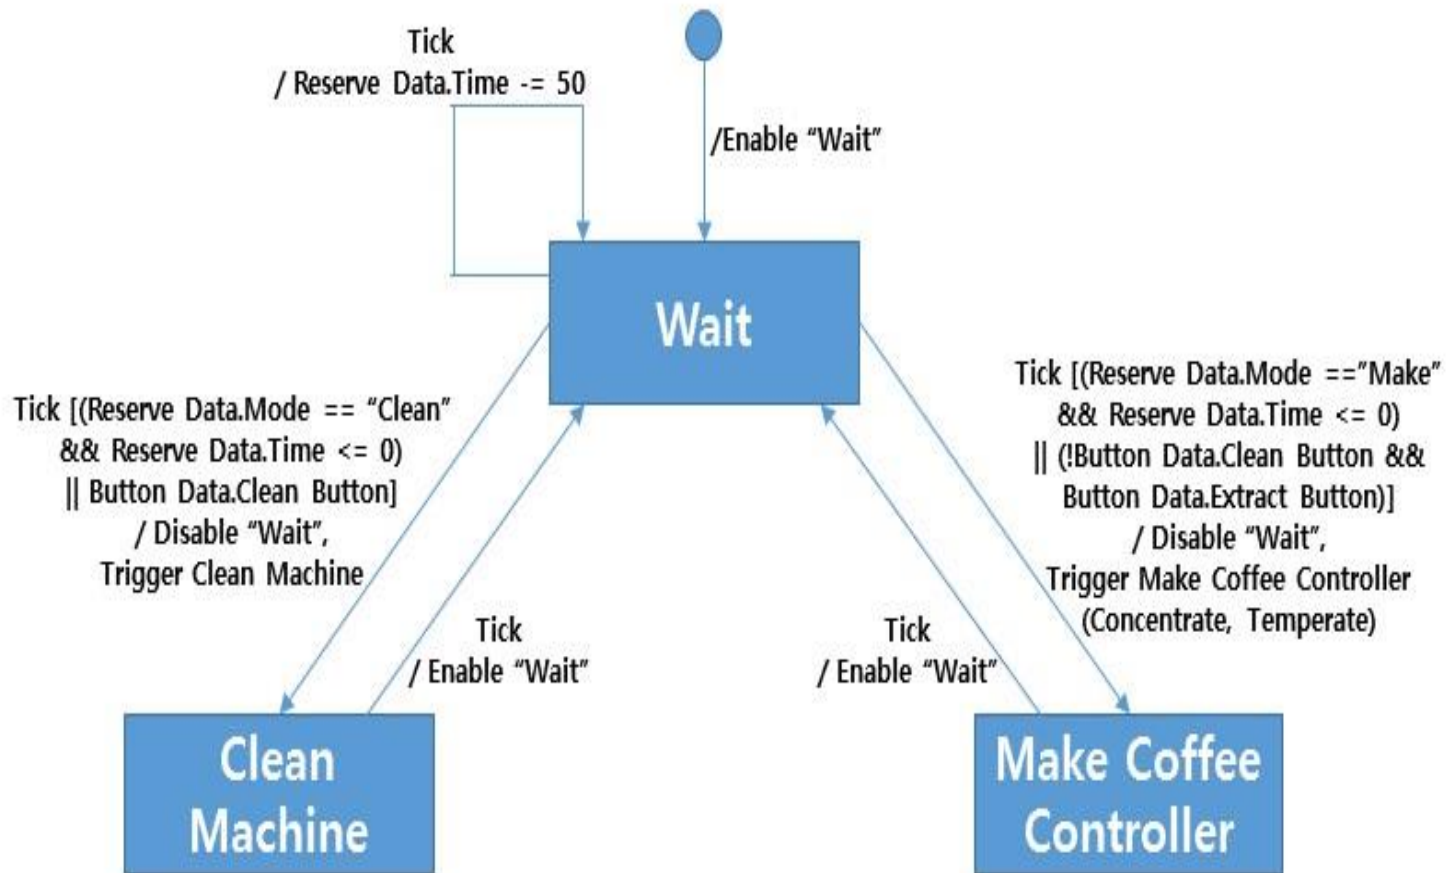 Tick
/ Reserve Data.Time -= 50
/Enable “Wait”
Wait
Tick [(Reserve Data.Mode == “Clean”
&& Reserve Data.Time <= 0)
|| Button Data.Clean Button]
/ Disable “Wait”,
Trigger Clean Machine
Tick [(Reserve Data.Mode ==”Make”
&& Reserve Data.Time <= 0)
|| (!Button Data.Clean Button &&
Button Data.Extract Button)]
/ Disable “Wait”,
Trigger Make Coffee Controller
(Concentrate, Temperate)
Tick
/ Enable “Wait”
Tick
/ Enable “Wait”
Clean
Machine
Make Coffee
Controller